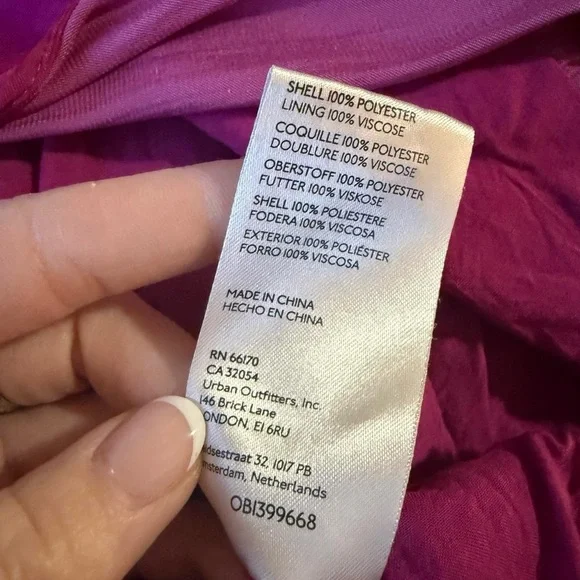 SHELL 100% POLYESTER
LINING 100% VISCOSE
COQUILLE 100% POLYESTER
DOUBLURE 100% VISCOSE
OBERSTOFF 100% POLYESTER
FUTTER 100% VISKOSE
SHELL 100% POLIESTERE
FODERA 100% VISCOSA
EXTERIOR 100% POLIÉSTER
FORRO 100% VISCOSA
MADE IN CHINA
HECHO EN CHINA
RN 66170
CA 32054
Urban Outfitters, Inc.
146 Brick Lane
ONDON, E1 6RU
idsestraat 32, 1017 PB
msterdam, Netherlands
OB1399668